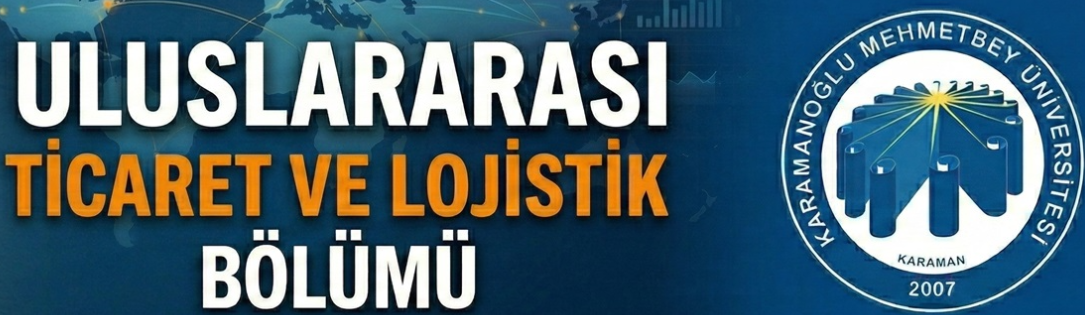 ULUSLARARASI
TİCARET VE LOJİSTİK
BÖLÜMÜ
KARAMANOĞLU MEHMETBEY ÜNİVERSİTESİ
KARAMAN
2007